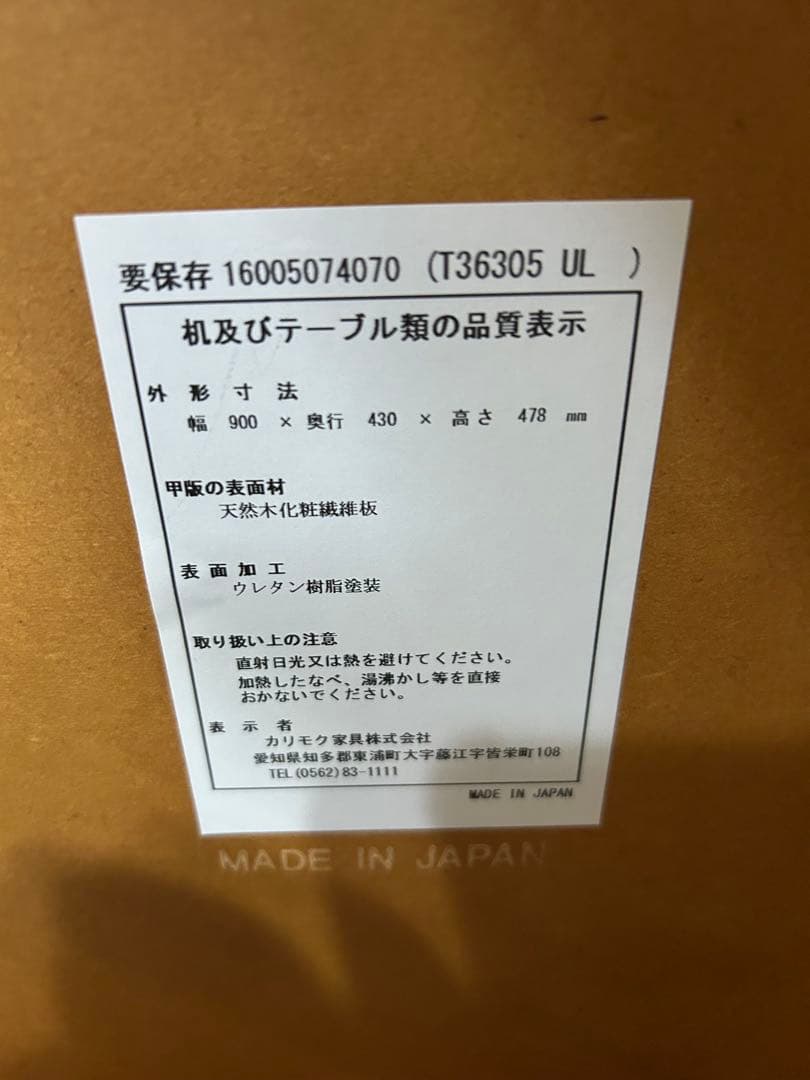 要保存 16005074070 (T36305 UL )
机及びテーブル類の品質表示
外形寸法
幅 900 × 奥行 430 × 高さ 478 mm
甲版の表面材
天然木化粧繊維板
表面加工
ウレタン樹脂塗装
取り扱い上の注意
直射日光又は熱を避けてください。
加熱したなべ、湯沸かし等を直接
おかないでください。
表示者
カリモク家具株式会社
愛知県知多郡東浦町大字藤江字皆栄町108
TEL(0562)83-1111
MADE IN JAPAN
MADE IN JAPAN